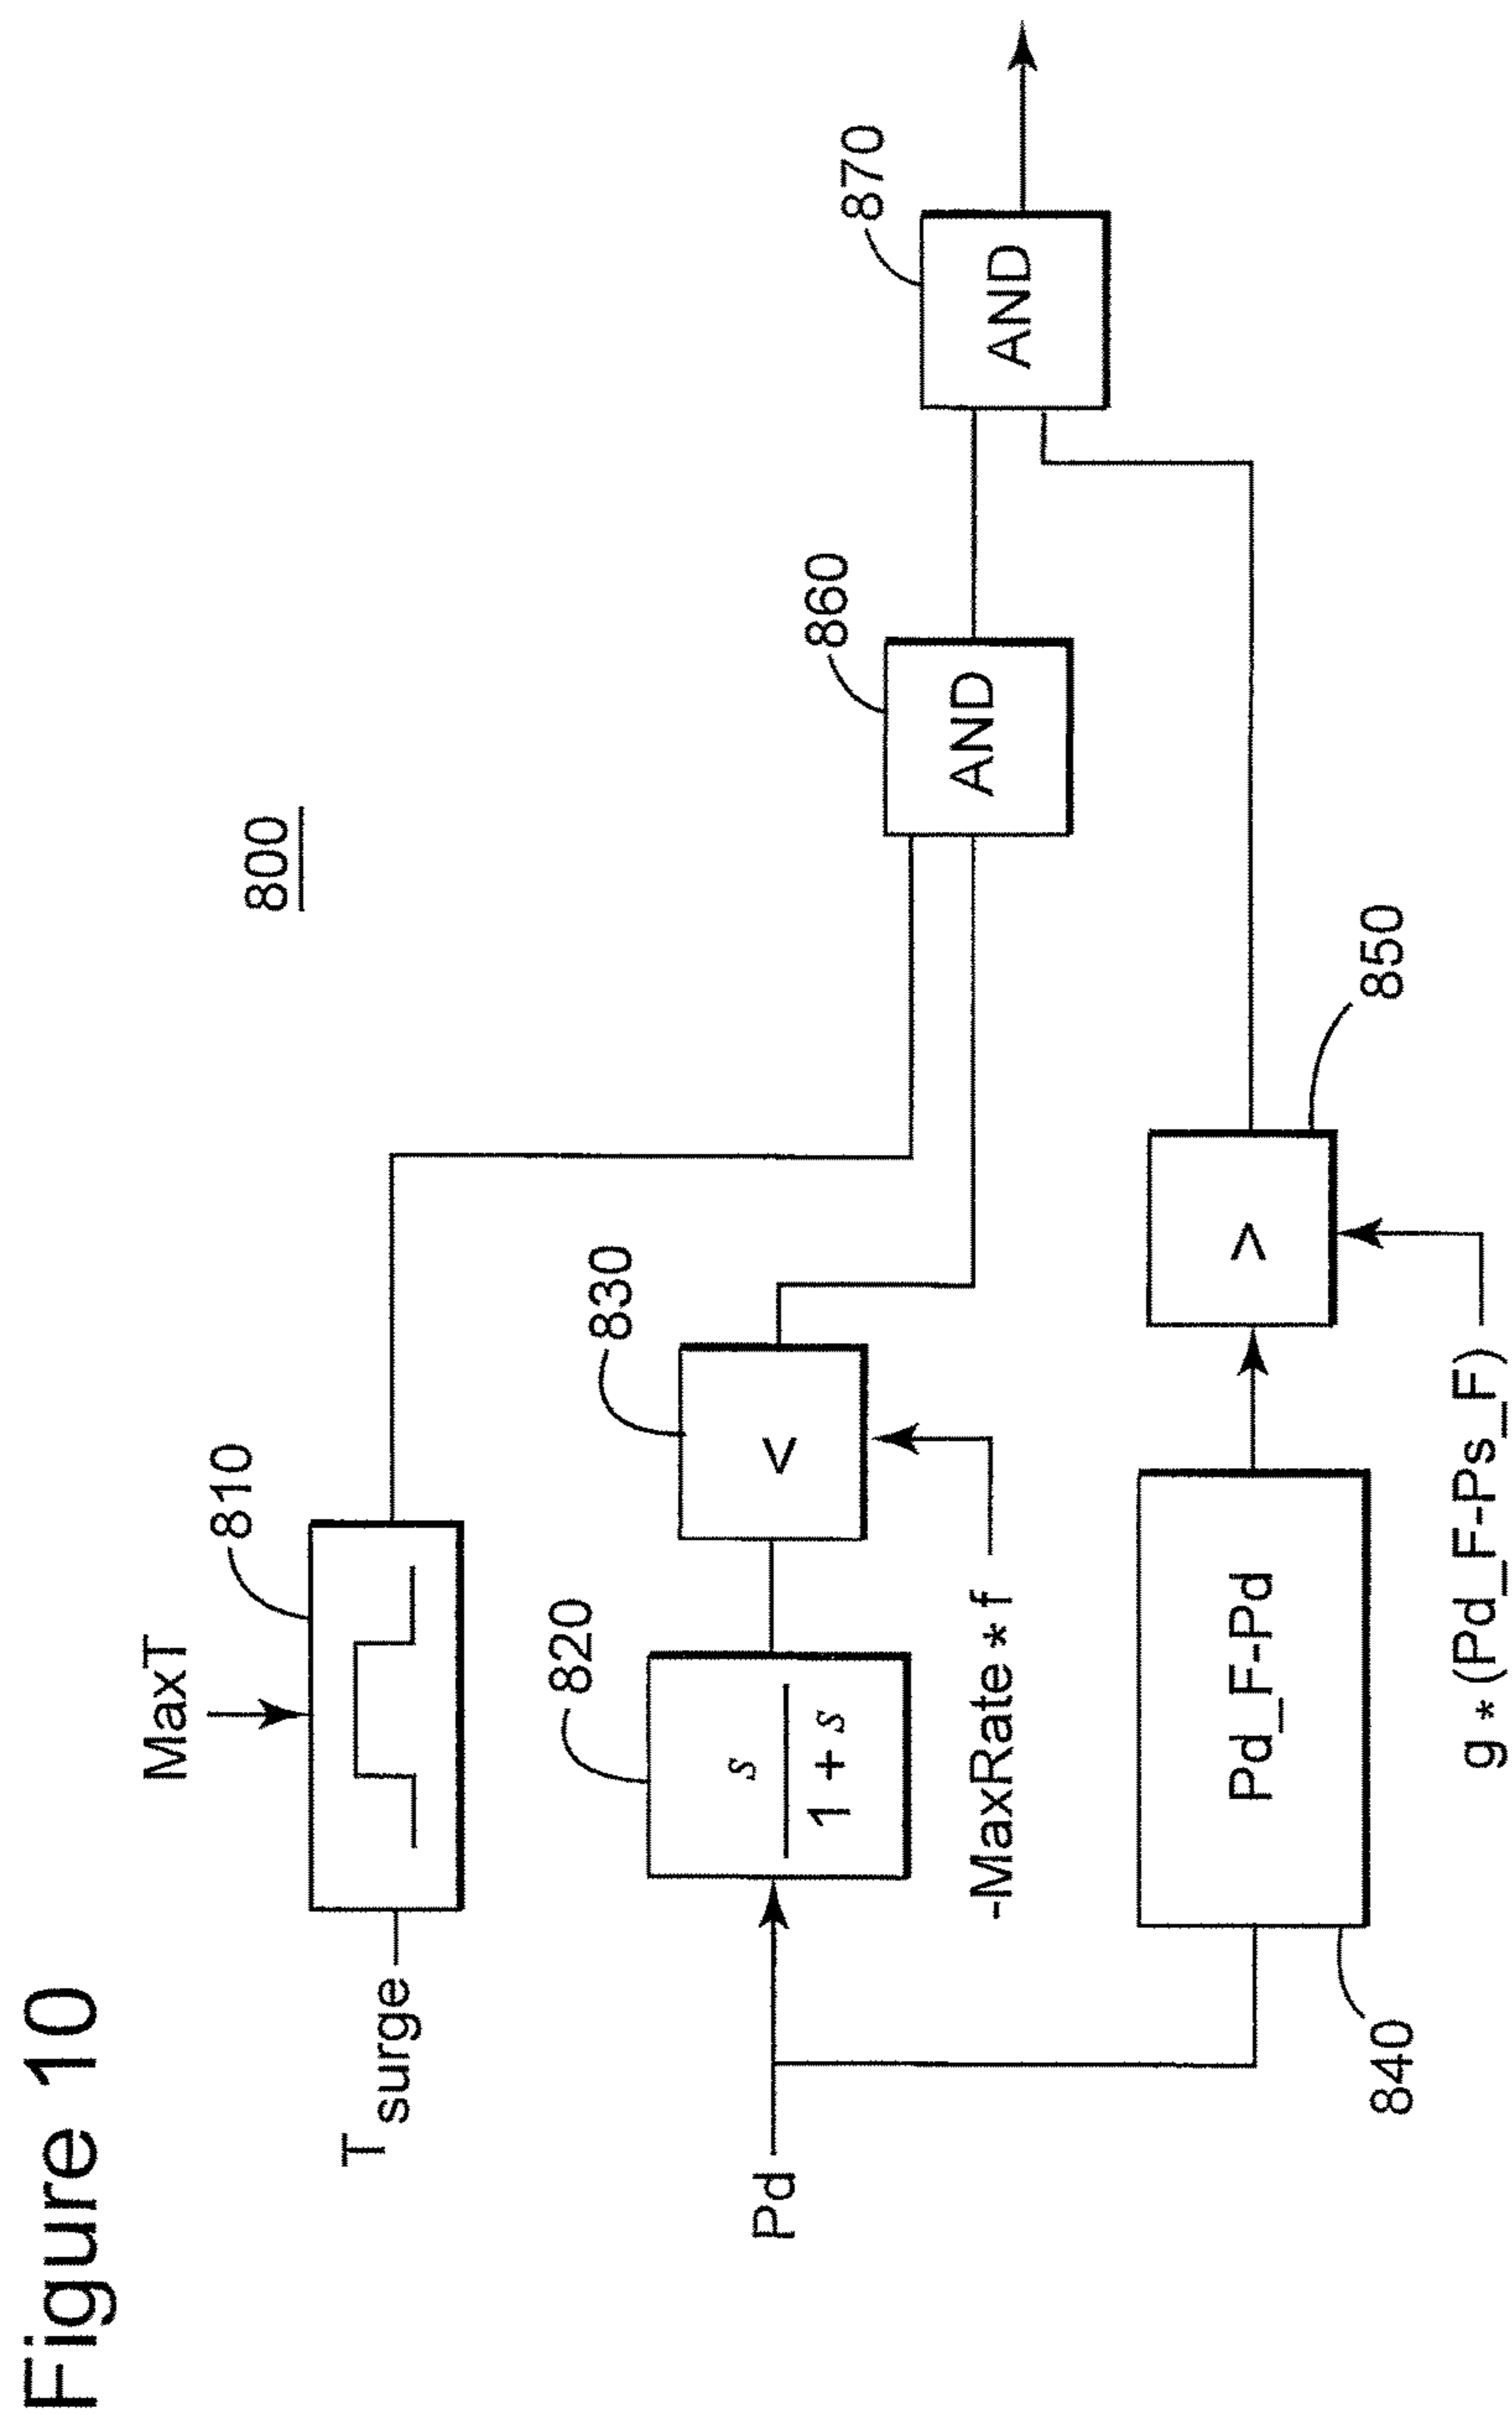 Figure 10
800
MaxT
810
T surge
820
830
860
870
Pd
s
1 + s
<
AND
AND
-MaxRate * f
Pd_F-Pd
>
840
850
g * (Pd_F-Ps_F)